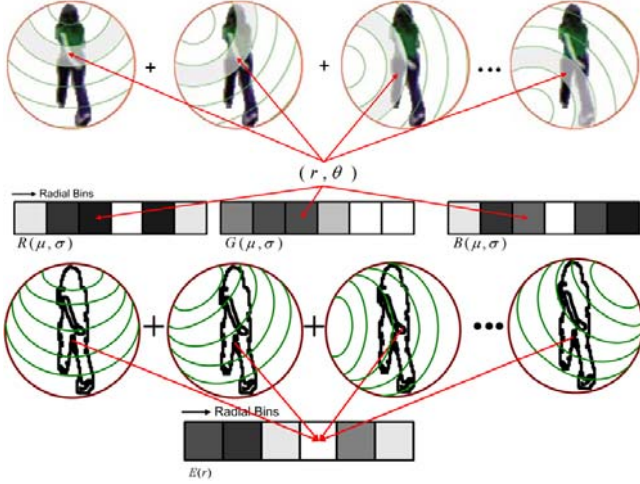 + + •••
( r , θ )
Radial Bins
R(μ, σ) G(μ, σ) B(μ, σ)
+ + •••
Radial Bins
E(r)